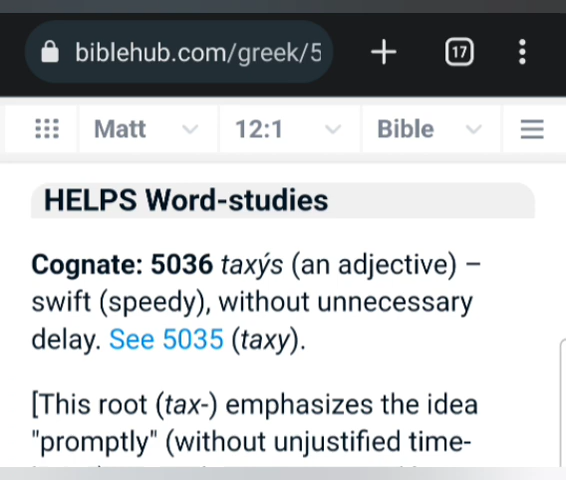 biblehub.com/greek/5
17
Matt
12:1
Bible
HELPS Word-studies
Cognate: 5036 taxýs (an adjective) –
swift (speedy), without unnecessary
delay. See 5035 (taxy).
[This root (tax-) emphasizes the idea
"promptly" (without unjustified time-